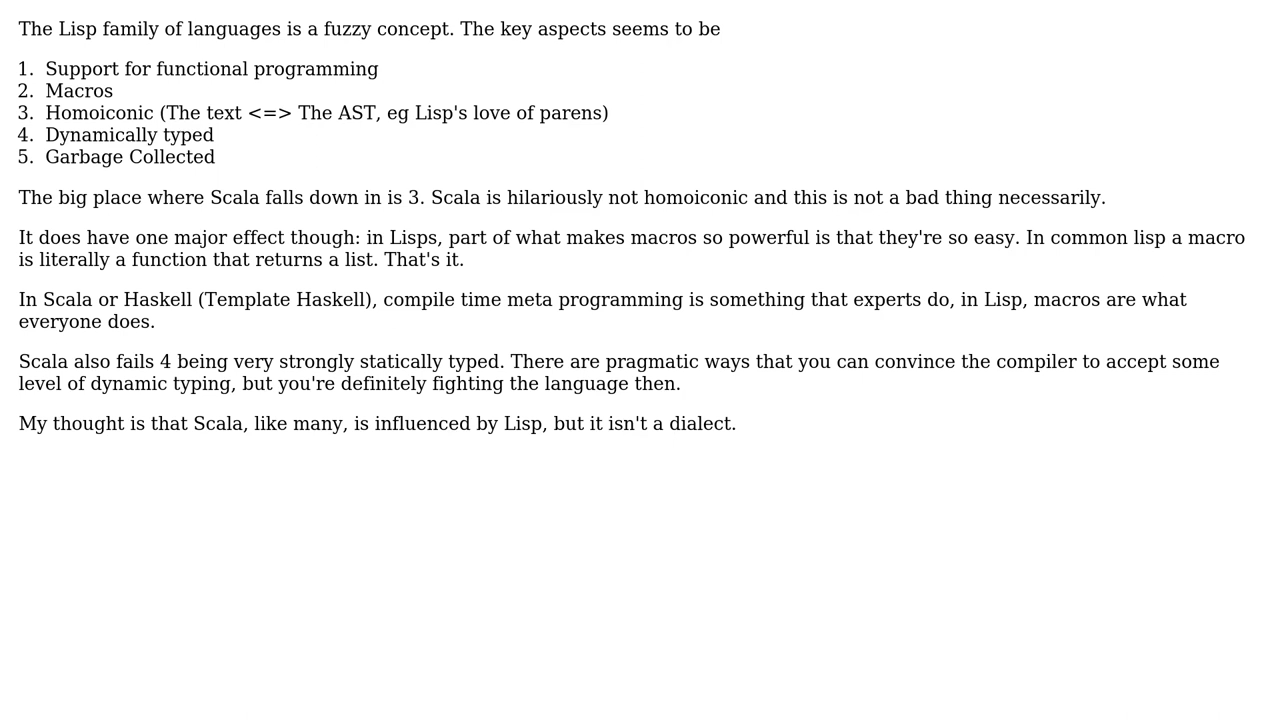 The Lisp family of languages is a fuzzy concept. The key aspects seems to be
1. Support for functional programming
2. Macros
3. Homoiconic (The text <=> The AST, eg Lisp's love of parens)
4. Dynamically typed
5. Garbage Collected
The big place where Scala falls down in is 3. Scala is hilariously not homoiconic and this is not a bad thing necessarily.
It does have one major effect though: in Lisps, part of what makes macros so powerful is that they're so easy. In common lisp a macro
is literally a function that returns a list. That's it.
In Scala or Haskell (Template Haskell), compile time meta programming is something that experts do, in Lisp, macros are what
everyone does.
Scala also fails 4 being very strongly statically typed. There are pragmatic ways that you can convince the compiler to accept some
level of dynamic typing, but you're definitely fighting the language then.
My thought is that Scala, like many, is influenced by Lisp, but it isn't a dialect.